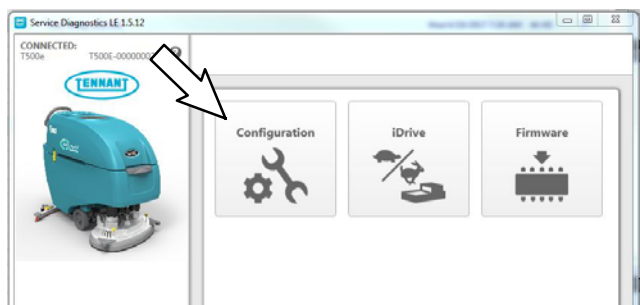 Service Diagnostics LE 1.5.12
CONNECTED:
T500e
TENNANT
Configuration
iDrive
Firmware